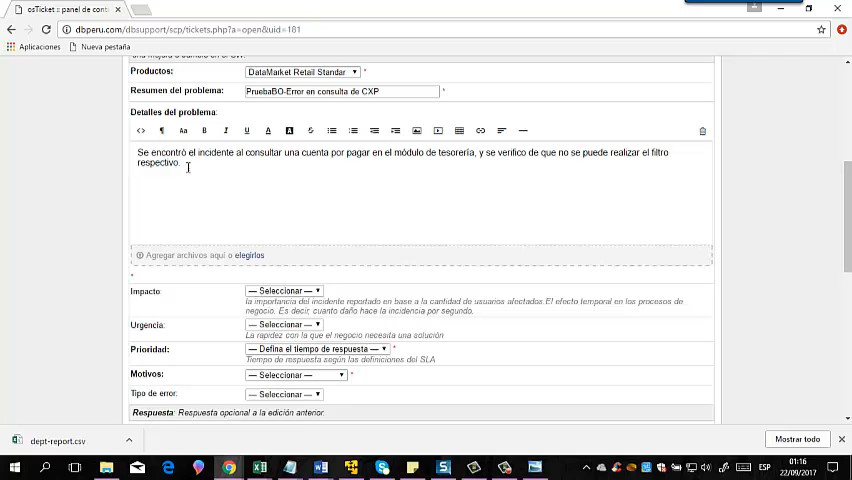 osTicket :: panel de cont
dbperu.com/dbsupport/scp/tickets.php?a=open&uid=181
Aplicaciones Nueva pestaña
Productos: DataMarket Retail Standar *
Resumen del problema: PruebaBO-Error en consulta de CXP *
Detalles del problema:
Se encontró el incidente al consultar una cuenta por pagar en el módulo de tesorería, y se verifico de que no se puede realizar el filtro
respectivo.
Agregar archivos aquí o elegirlos
*
Impacto: — Seleccionar —
la importancia del incidente reportado en base a la cantidad de usuarios afectados.El efecto temporal en los procesos de
negocio. Es decir, cuanto daño hace la incidencia por segundo.
Urgencia: — Seleccionar —
La rapidez con la que el negocio necesita una solución
Prioridad: — Defina el tiempo de respuesta — *
Tiempo de respuesta según las definiciones del SLA
Motivos: — Seleccionar — *
Tipo de error: — Seleccionar —
Respuesta: Respuesta opcional a la edición anterior.
dept-report.csv Mostrar todo
ESP 01:16
22/09/2017